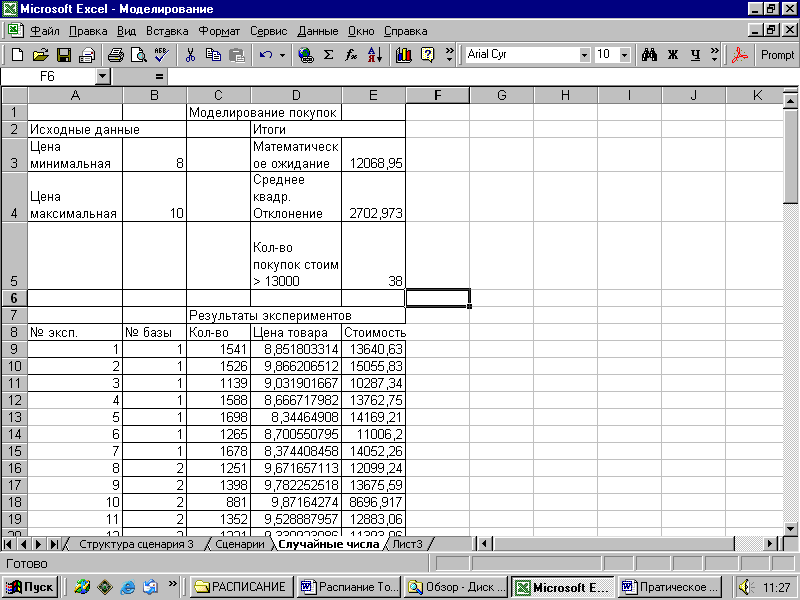 Microsoft Excel - Моделирование
Файл Правка Вид Вставка Формат Сервис Данные Окно Справка
Arial Cyr 10 Ж К Ч Prompt
F6 =
A B C D E F G H I J K
1 Моделирование покупок
2 Исходные данные Итоги
3 Цена минимальная 8 Математическ ое ожидание 12068,95
4 Цена максимальная 10 Среднее квадр. Отклонение 2702,973
5 Кол-во покупок стоим > 13000 38
6
7 Результаты экспериментов
8 № эксп. № базы Кол-во Цена товара Стоимость
9 1 1 1541 8,851803314 13640,63
10 2 1 1526 9,866206512 15055,83
11 3 1 1139 9,031901667 10287,34
12 4 1 1588 8,666717982 13762,75
13 5 1 1698 8,34464908 14169,21
14 6 1 1265 8,700550795 11006,2
15 7 1 1678 8,374408458 14052,26
16 8 2 1251 9,671657113 12099,24
17 9 2 1398 9,782252518 13675,59
18 10 2 881 9,87164274 8696,917
19 11 2 1352 9,528887957 12883,06
Структура сценария 3 Сценарии Случайные числа Лист3
Готово
Пуск РАСПИСАНИЕ Распиание То... Обзор - Диск ... Microsoft E... Пратическое ... 11:27